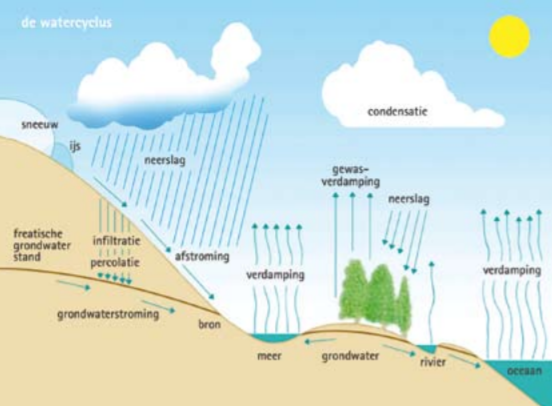 de watercyclus
sneeuw
ijs
neerslag
condensatie
gewas-
verdamping
neerslag
freatische
grondwater
stand
infiltratie
percolatie
afstroming
verdamping
verdamping
grondwaterstroming
bron
meer
grondwater
rivier
oceaan